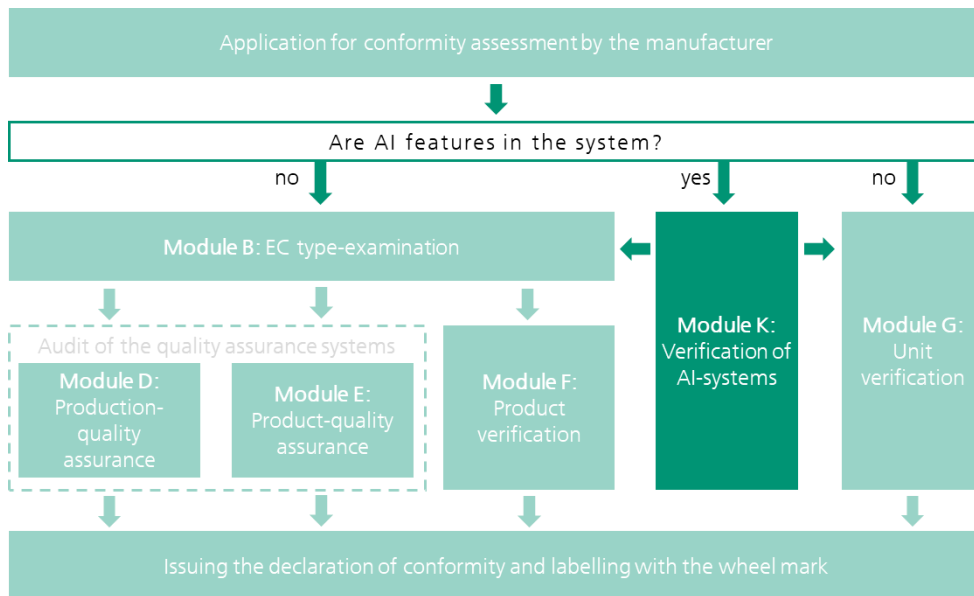 Application for conformity assessment by the manufacturer
Are AI features in the system?
no
yes
no
Module B: EC type-examination
Audit of the quality assurance systems
Module D:
Production-
quality
assurance
Module E:
Product-quality
assurance
Module F:
Product
verification
Module K:
Verification of
AI-systems
Module G:
Unit
verification
Issuing the declaration of conformity and labelling with the wheel mark